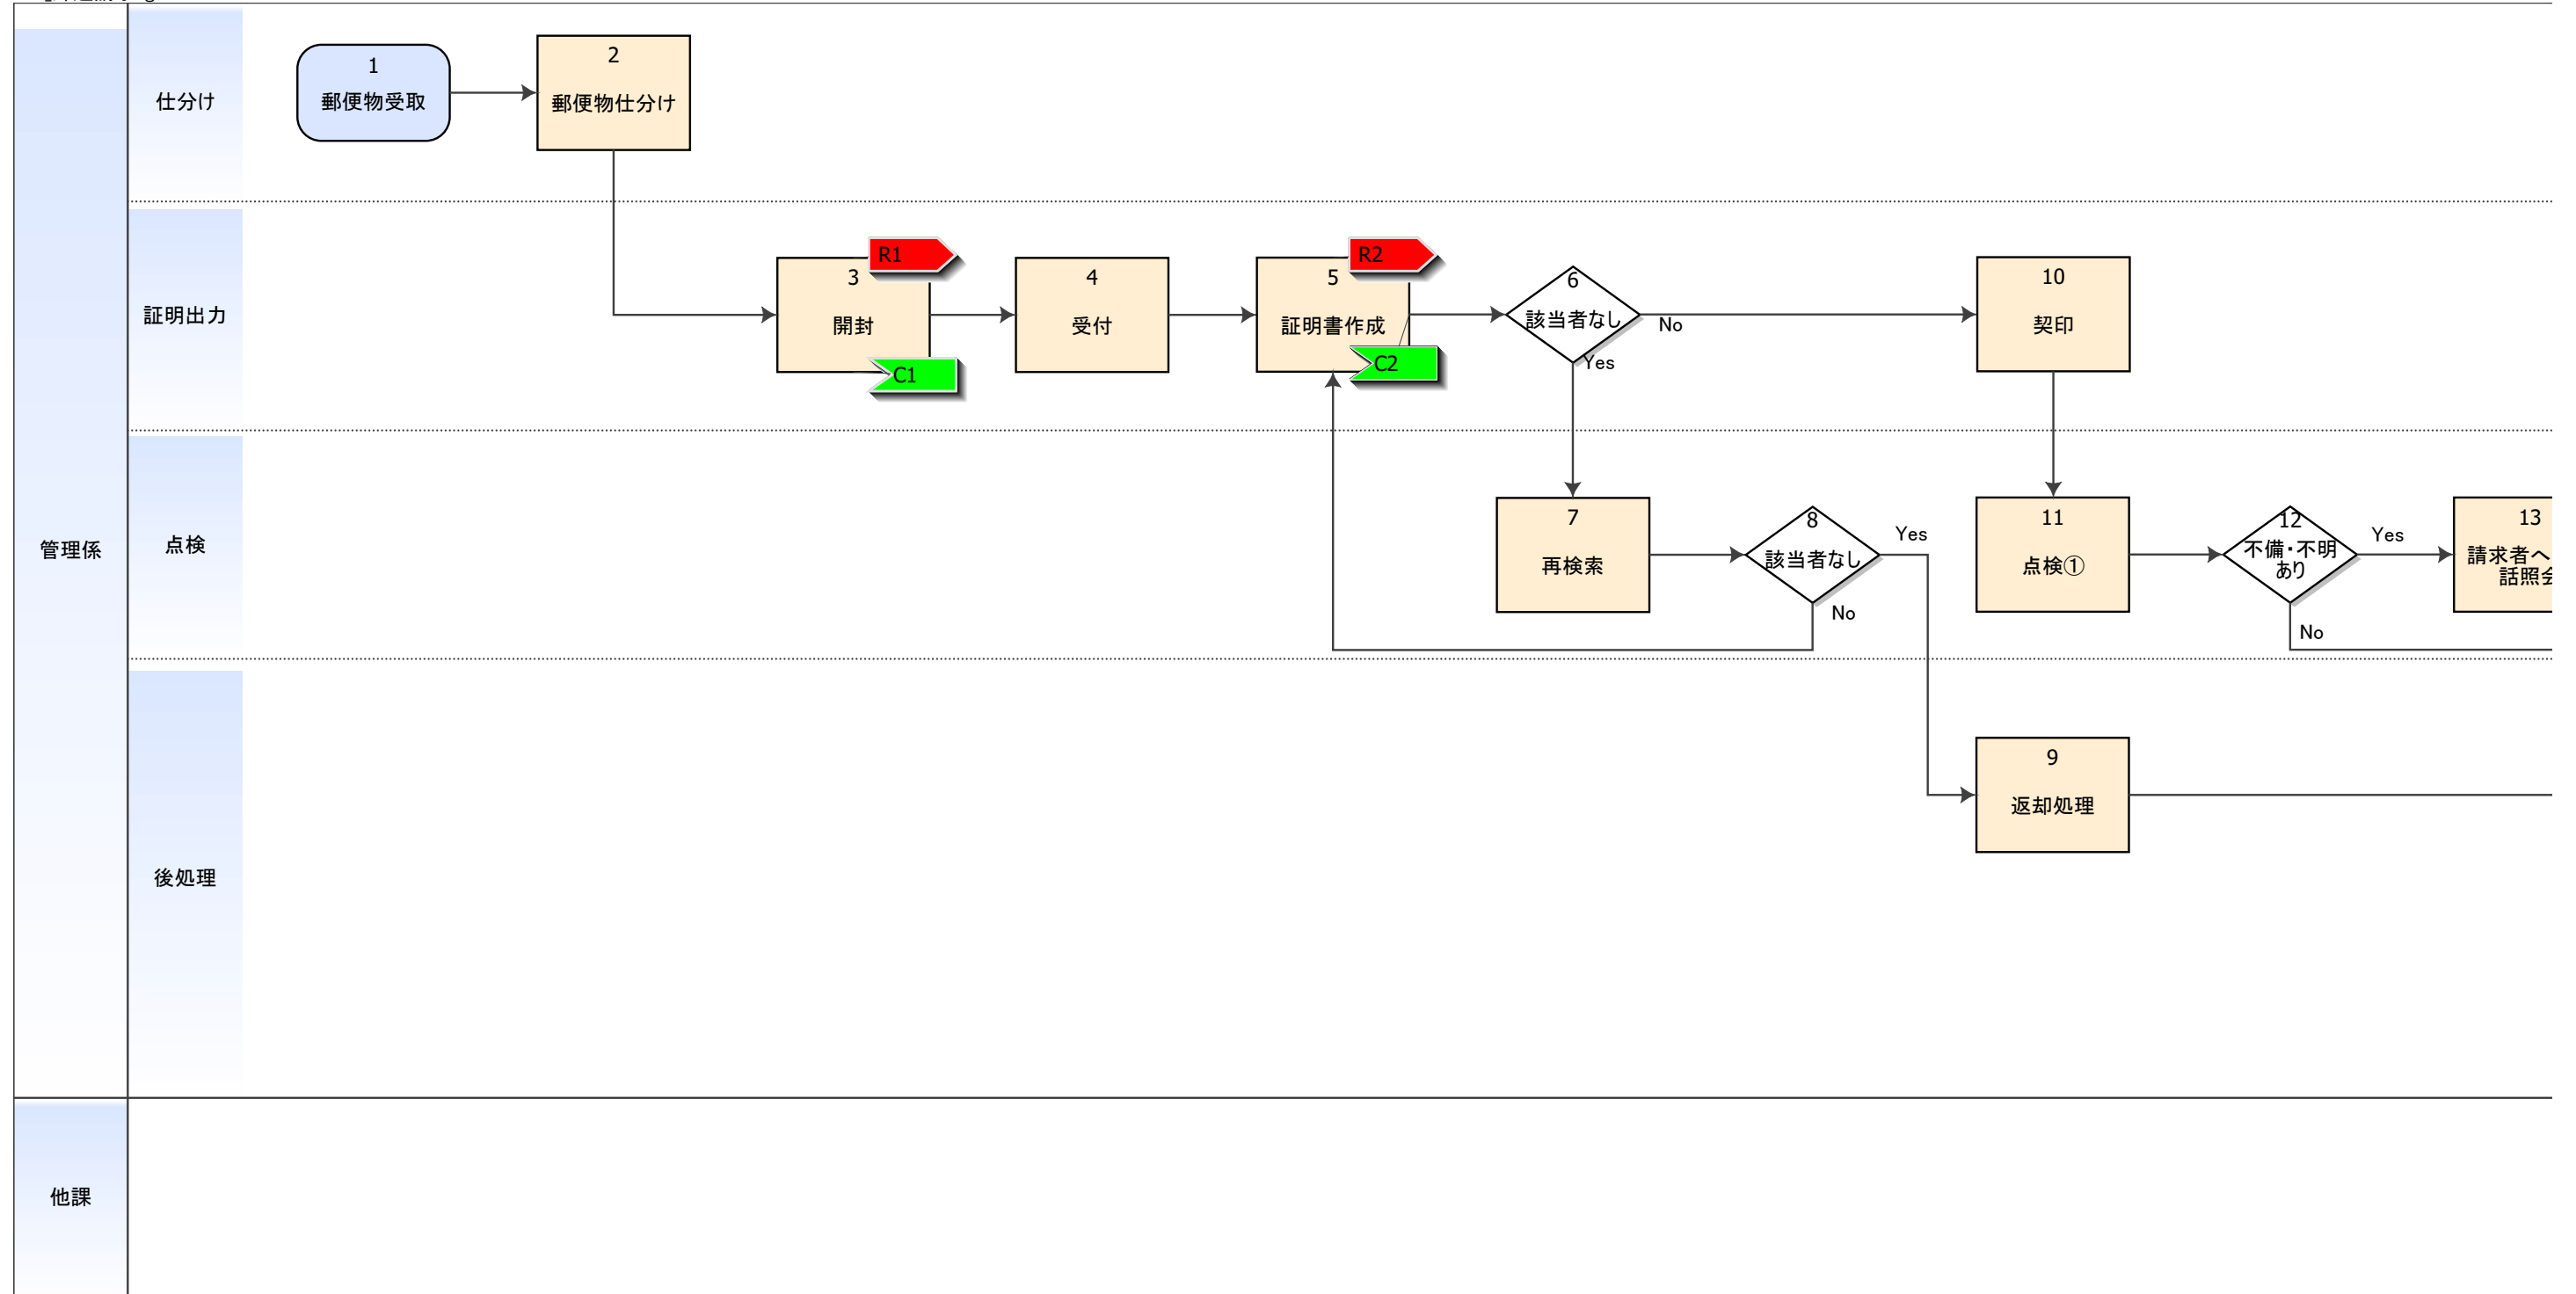 仕分け
1
郵便物受取
2
郵便物仕分け
証明出力
R1
3
開封
C1
4
受付
R2
5
証明書作成
C2
6
該当者なし
No
Yes
10
契印
管理係
点検
7
再検索
8
該当者なし
Yes
No
11
点検①
12
不備・不明
あり
Yes
No
13
請求者へ
話照会
後処理
9
返却処理
他課